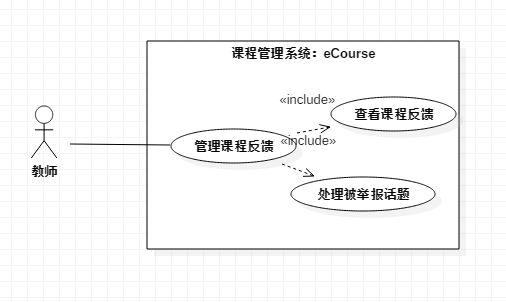 课程管理系统：eCourse
«include»
查看课程反馈
管理课程反馈
«include»
教师
处理被举报话题